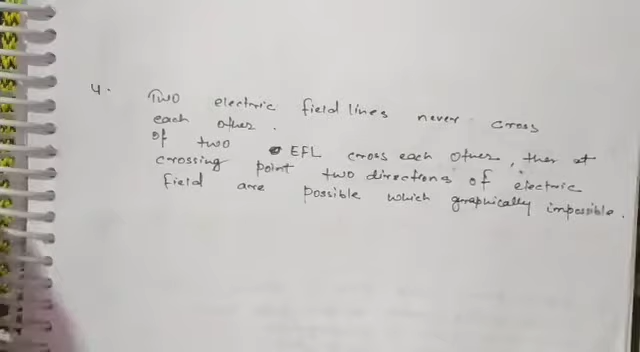 4. Two electric field lines never cross
each other.
of two EFL cross each other, then at
crossing point two directions of electric
field are possible which graphically impossible.